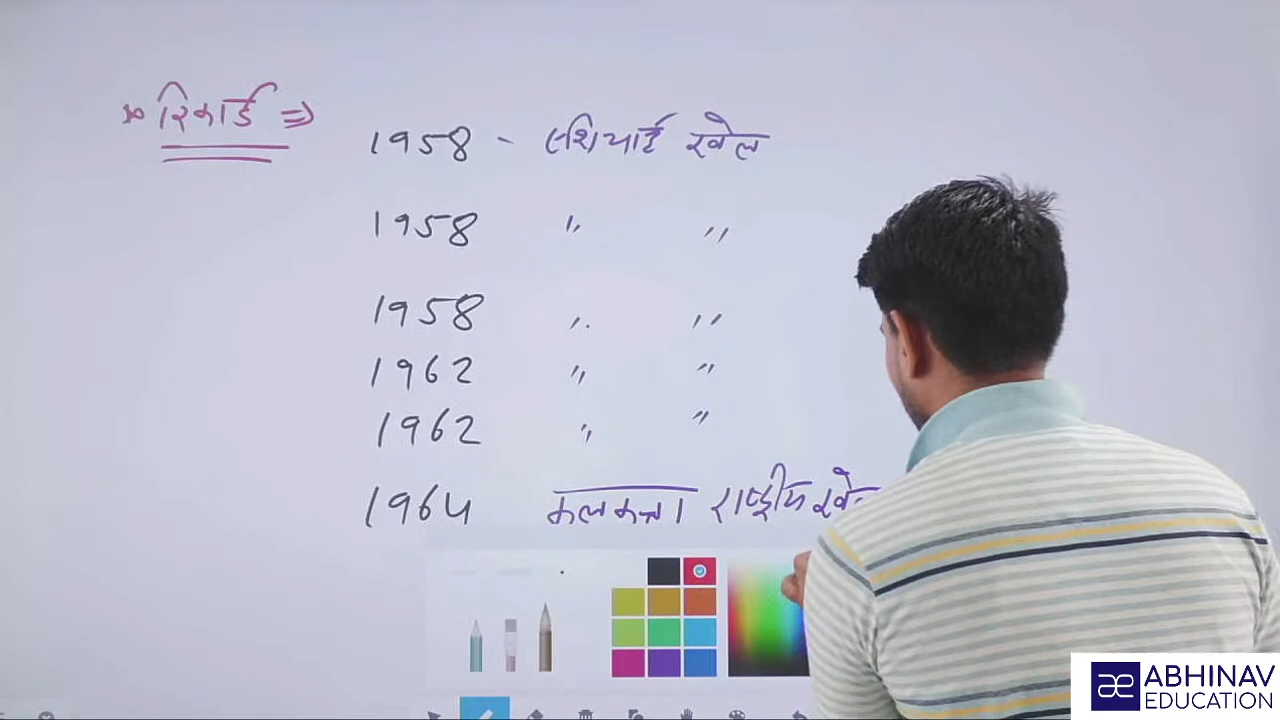 रिकार्ड ⇒
1958 - एशियाई खेल
1958 " "
1958 " "
1962 " "
1962 " "
1964 कलकत्ता राष्ट्रीय खेल
ABHINAV
EDUCATION